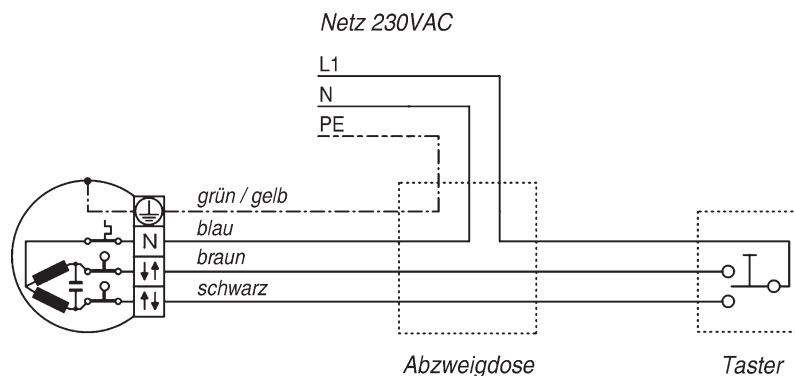 Netz 230VAC
L1
N
PE
grün / gelb
blau
N
braun
↓↑
schwarz
↑↓
Abzweigdose
Taster